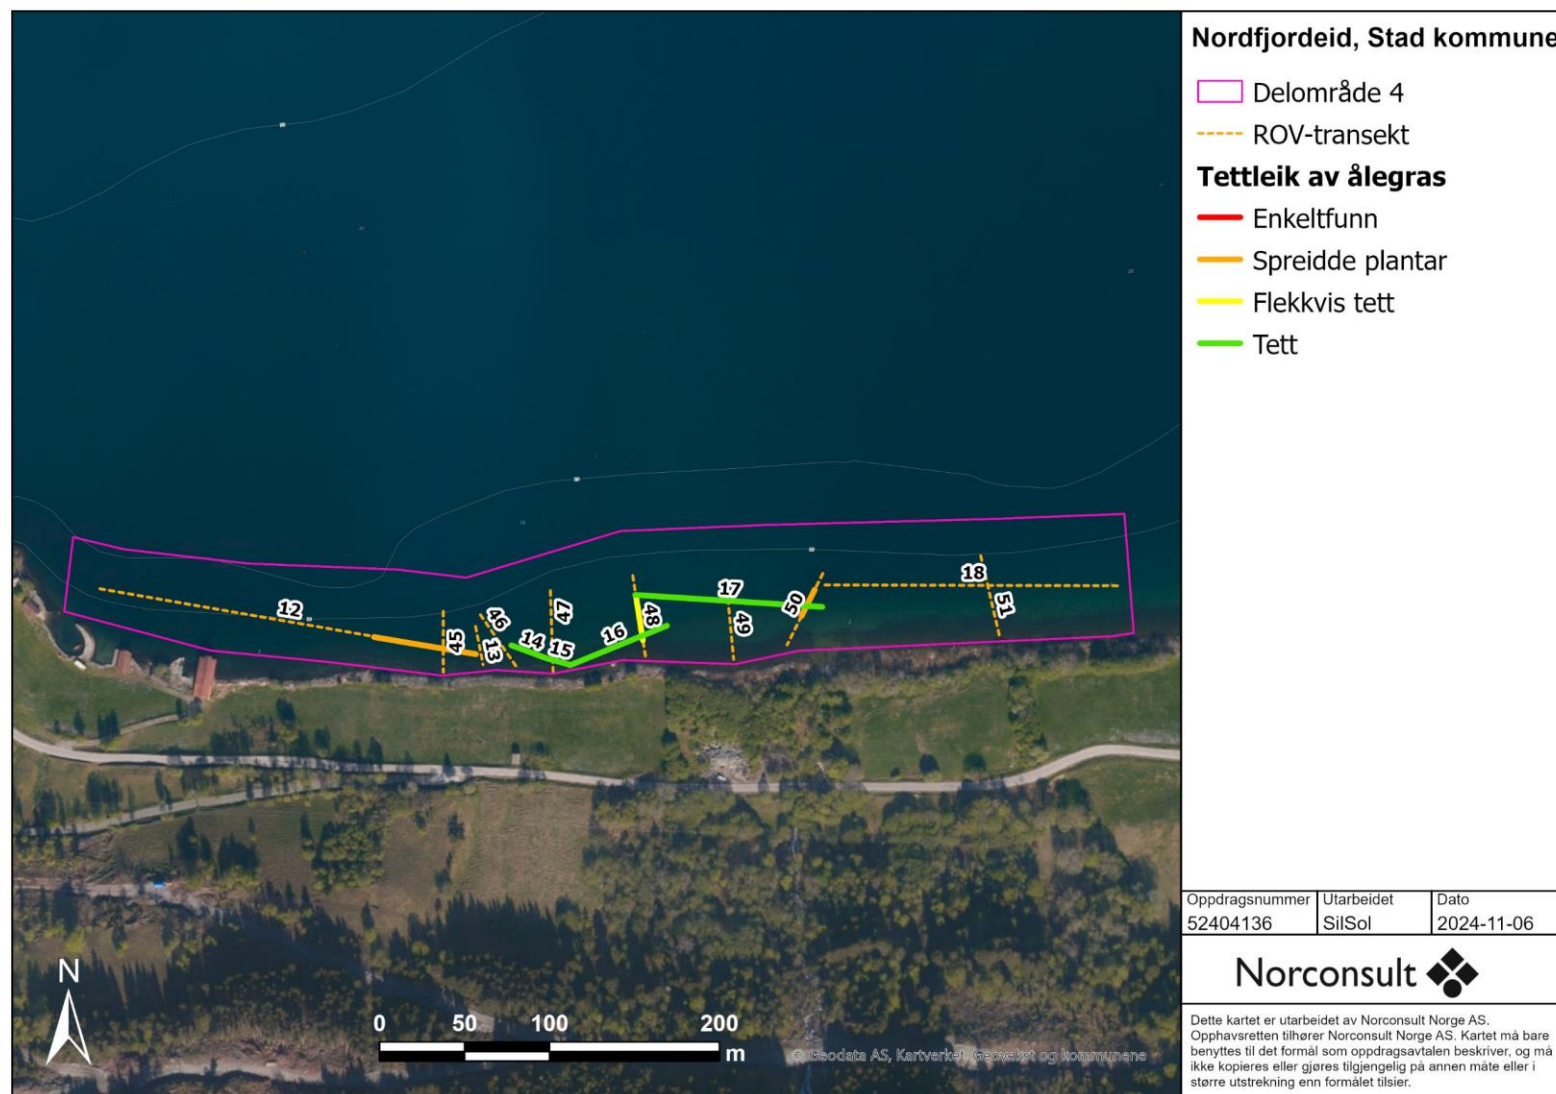 Nordfjordeid, Stad kommune
Delområde 4
ROV-transekt
Tettleik av ålegras
Enkeltfunn
Spreidde plantar
Flekkvis tett
Tett
12
45
13
46
14
15
47
16
48
17
49
50
18
51
N
0 50 100 200
m
© Geodata AS, Kartverket, Geovekst og kommunene
Oppdragsnummer Utarbeidet Dato
52404136 SilSol 2024-11-06
Norconsult
Dette kartet er utarbeidet av Norconsult Norge AS.
Opphavsretten tilhører Norconsult Norge AS. Kartet må bare
benyttes til det formål som oppdragsavtalen beskriver, og må
ikke kopieres eller gjøres tilgjengelig på annen måte eller i
større utstrekning enn formålet tilsier.